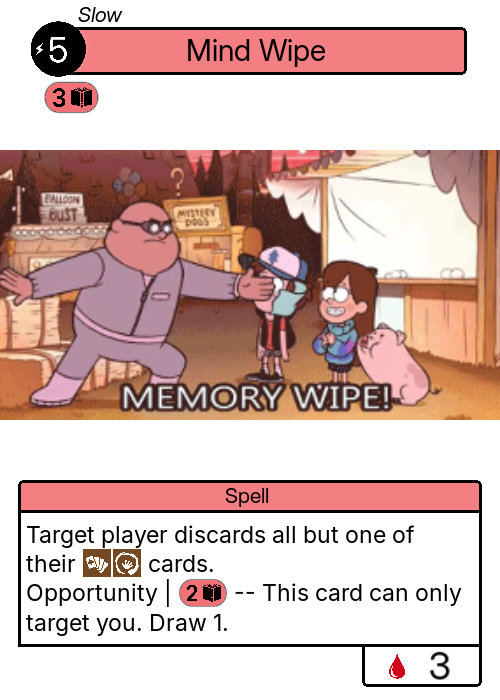 Slow
5
Mind Wipe
3
BALLOON
BUST
?
MYSTERY
DOGS
MEMORY WIPE!
Spell
Target player discards all but one of
their cards.
Opportunity | 2 -- This card can only
target you. Draw 1.
3